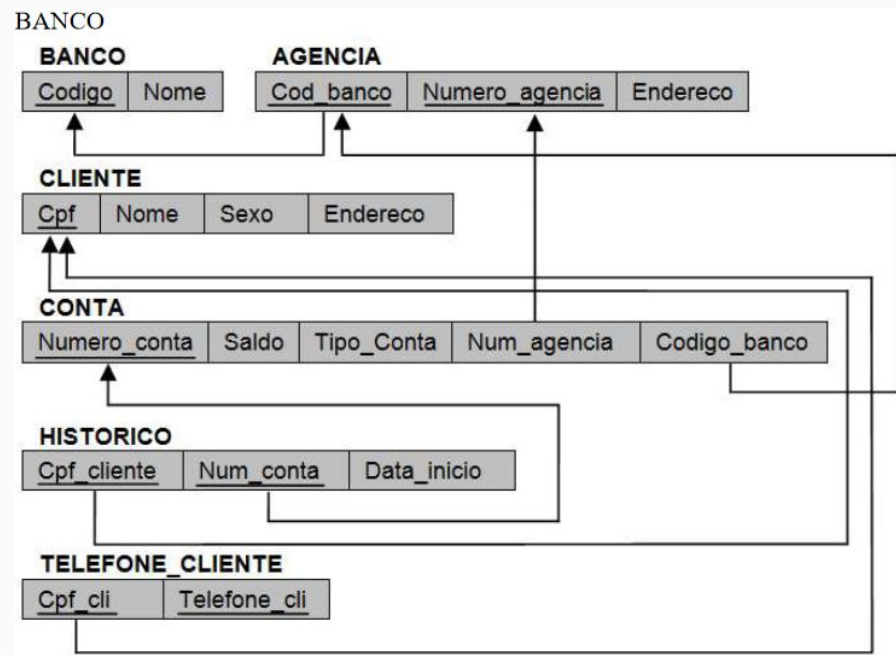 BANCO
BANCO AGENCIA
Codigo Nome Cod_banco Numero_agencia Endereco
CLIENTE
Cpf Nome Sexo Endereco
CONTA
Numero_conta Saldo Tipo_Conta Num_agencia Codigo_banco
HISTORICO
Cpf_cliente Num_conta Data_inicio
TELEFONE_CLIENTE
Cpf_cli Telefone_cli